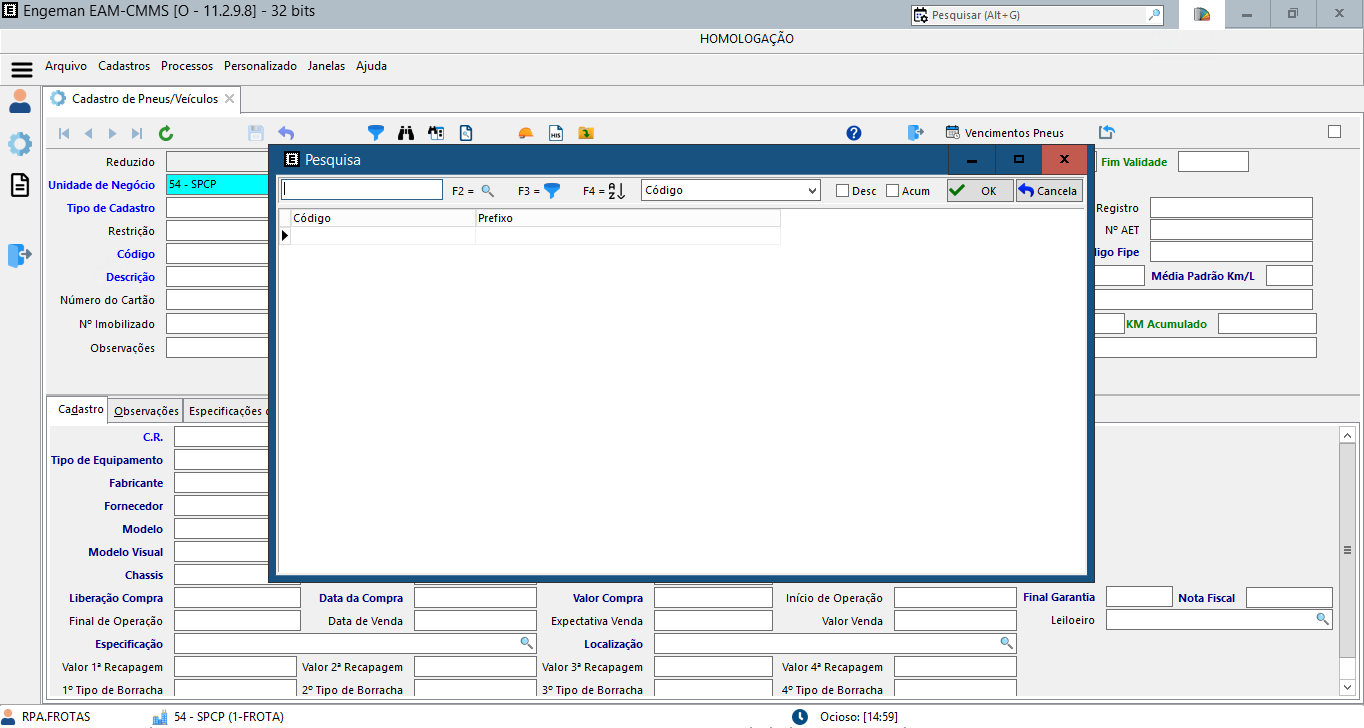 Engeman EAM-CMMS [O - 11.2.9.8] - 32 bits
Pesquisar (Alt+G)
HOMOLOGAÇÃO
Arquivo Cadastros Processos Personalizado Janelas Ajuda
Cadastro de Pneus/Veículos
HIS
Vencimentos Pneus
Reduzido
Fim Validade
Unidade de Negócio 54 - SPCP
Tipo de Cadastro
Registro
Restrição
Nº AET
Código
digo Fipe
Descrição
Média Padrão Km/L
Número do Cartão
Nº Imobilizado
KM Acumulado
Observações
Pesquisa
F2 = F3 = F4 = Código Desc Acum OK Cancela
Código Prefixo
Cadastro Observações Especificações
C.R.
Tipo de Equipamento
Fabricante
Fornecedor
Modelo
Modelo Visual
Chassis
Liberação Compra Data da Compra Valor Compra Início de Operação Final Garantia Nota Fiscal
Final de Operação Data de Venda Expectativa Venda Valor Venda Leiloeiro
Especificação Localização
Valor 1ª Recapagem Valor 2ª Recapagem Valor 3ª Recapagem Valor 4ª Recapagem
1º Tipo de Borracha 2º Tipo de Borracha 3º Tipo de Borracha 4º Tipo de Borracha
RPA.FROTAS 54 - SPCP (1-FROTA) Ocioso: [14:59]